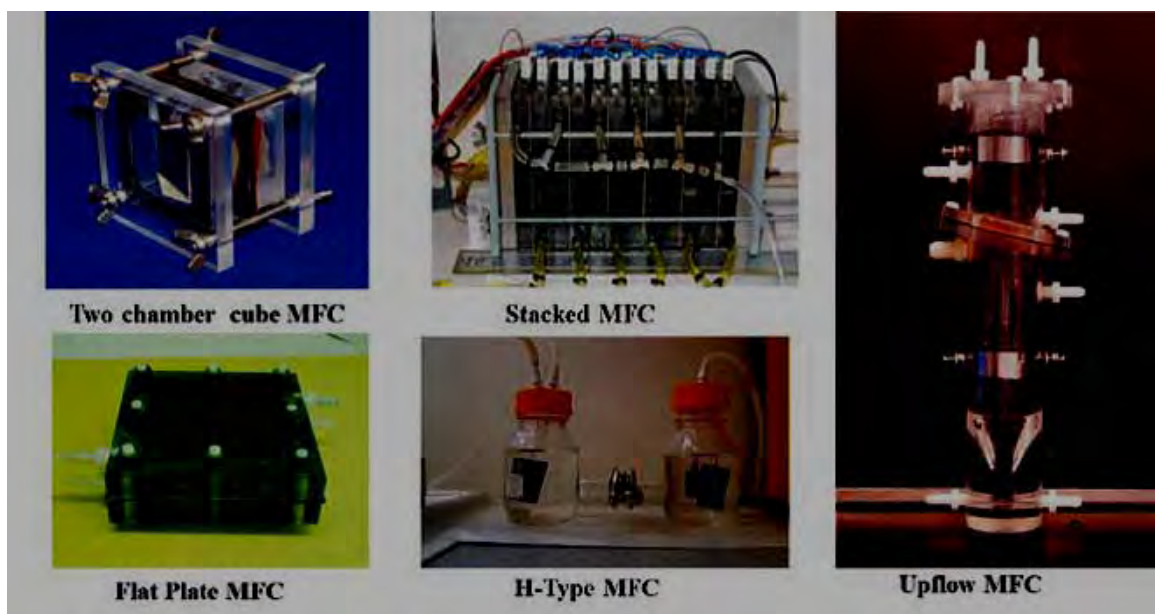 Two chamber cube MFC
Stacked MFC
Flat Plate MFC
H-Type MFC
Upflow MFC